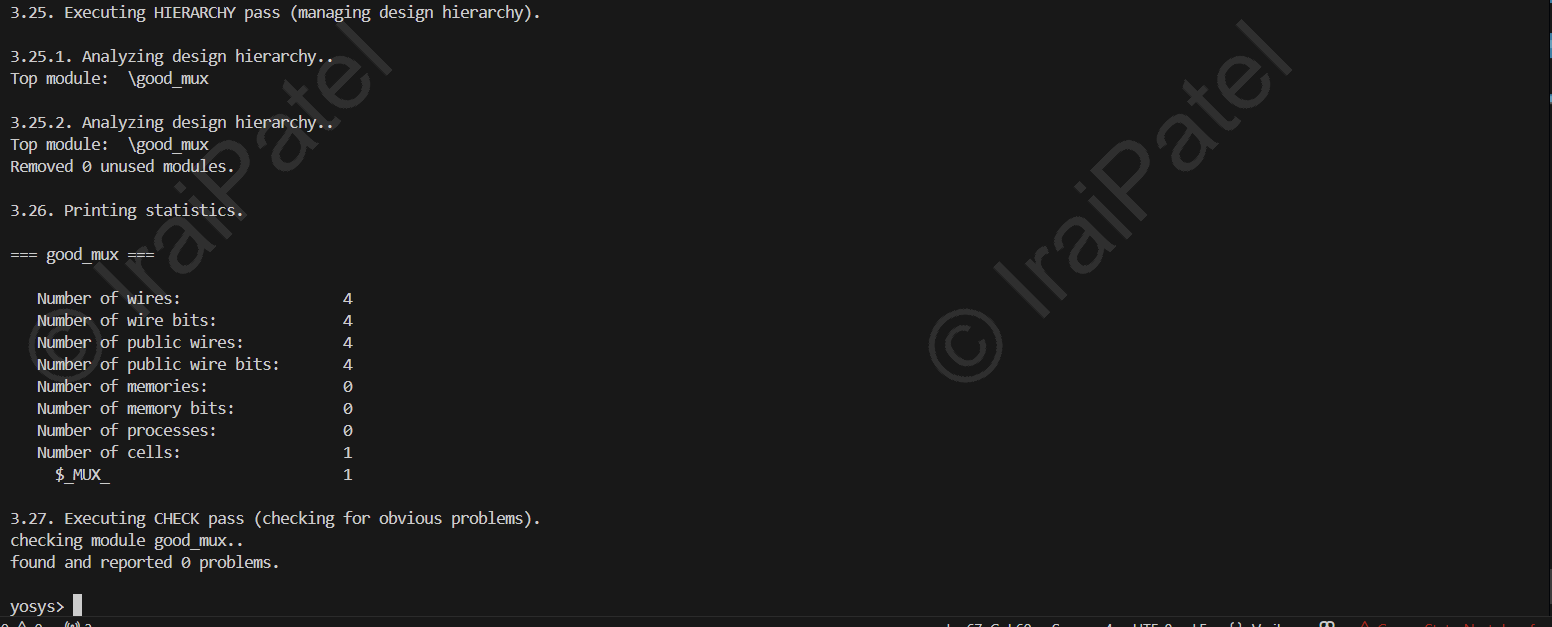 3.25. Executing HIERARCHY pass (managing design hierarchy).
3.25.1. Analyzing design hierarchy..
Top module:  \good_mux
3.25.2. Analyzing design hierarchy..
Top module:  \good_mux
Removed 0 unused modules.
3.26. Printing statistics.
=== good_mux ===
Number of wires: 4
Number of wire bits: 4
Number of public wires: 4
Number of public wire bits: 4
Number of memories: 0
Number of memory bits: 0
Number of processes: 0
Number of cells: 1
$_MUX_ 1
3.27. Executing CHECK pass (checking for obvious problems).
checking module good_mux..
found and reported 0 problems.
yosys>
© IraiPatel
© IraiPatel